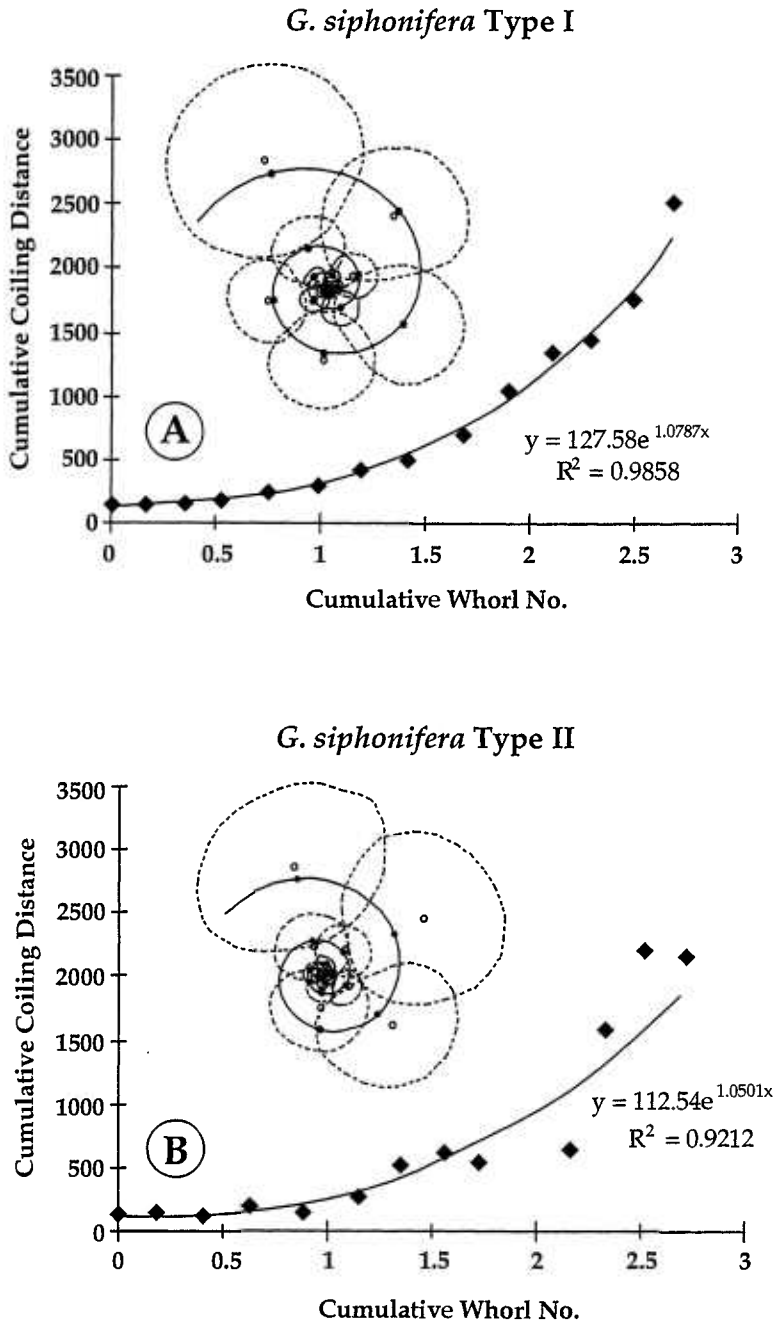 G. siphonifera Type I
Cumulative Coiling Distance
3500
3000
2500
2000
1500
1000
500
0
A
y = 127.58e^1.0787x
R² = 0.9858
0 0.5 1 1.5 2 2.5 3
Cumulative Whorl No.
G. siphonifera Type II
Cumulative Coiling Distance
3500
3000
2500
2000
1500
1000
500
0
B
y = 112.54e^1.0501x
R² = 0.9212
0 0.5 1 1.5 2 2.5 3
Cumulative Whorl No.